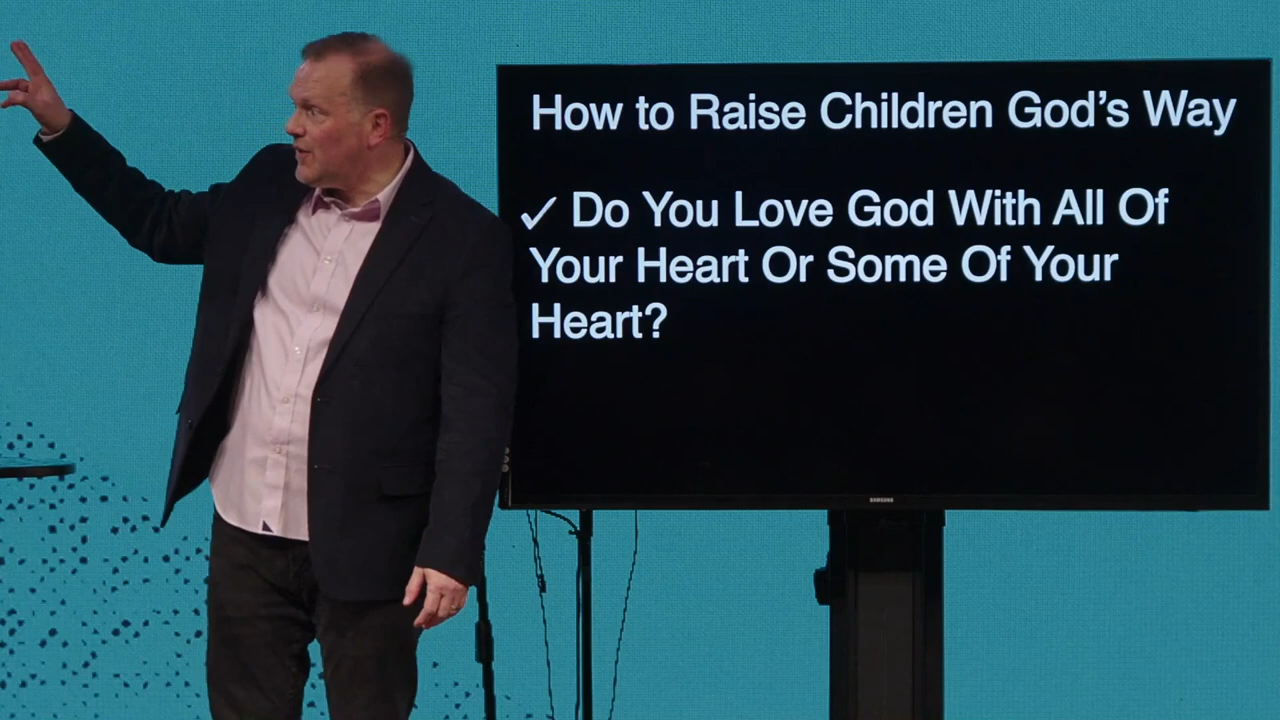 How to Raise Children God’s Way
✓ Do You Love God With All Of
Your Heart Or Some Of Your
Heart?
SAMSUNG